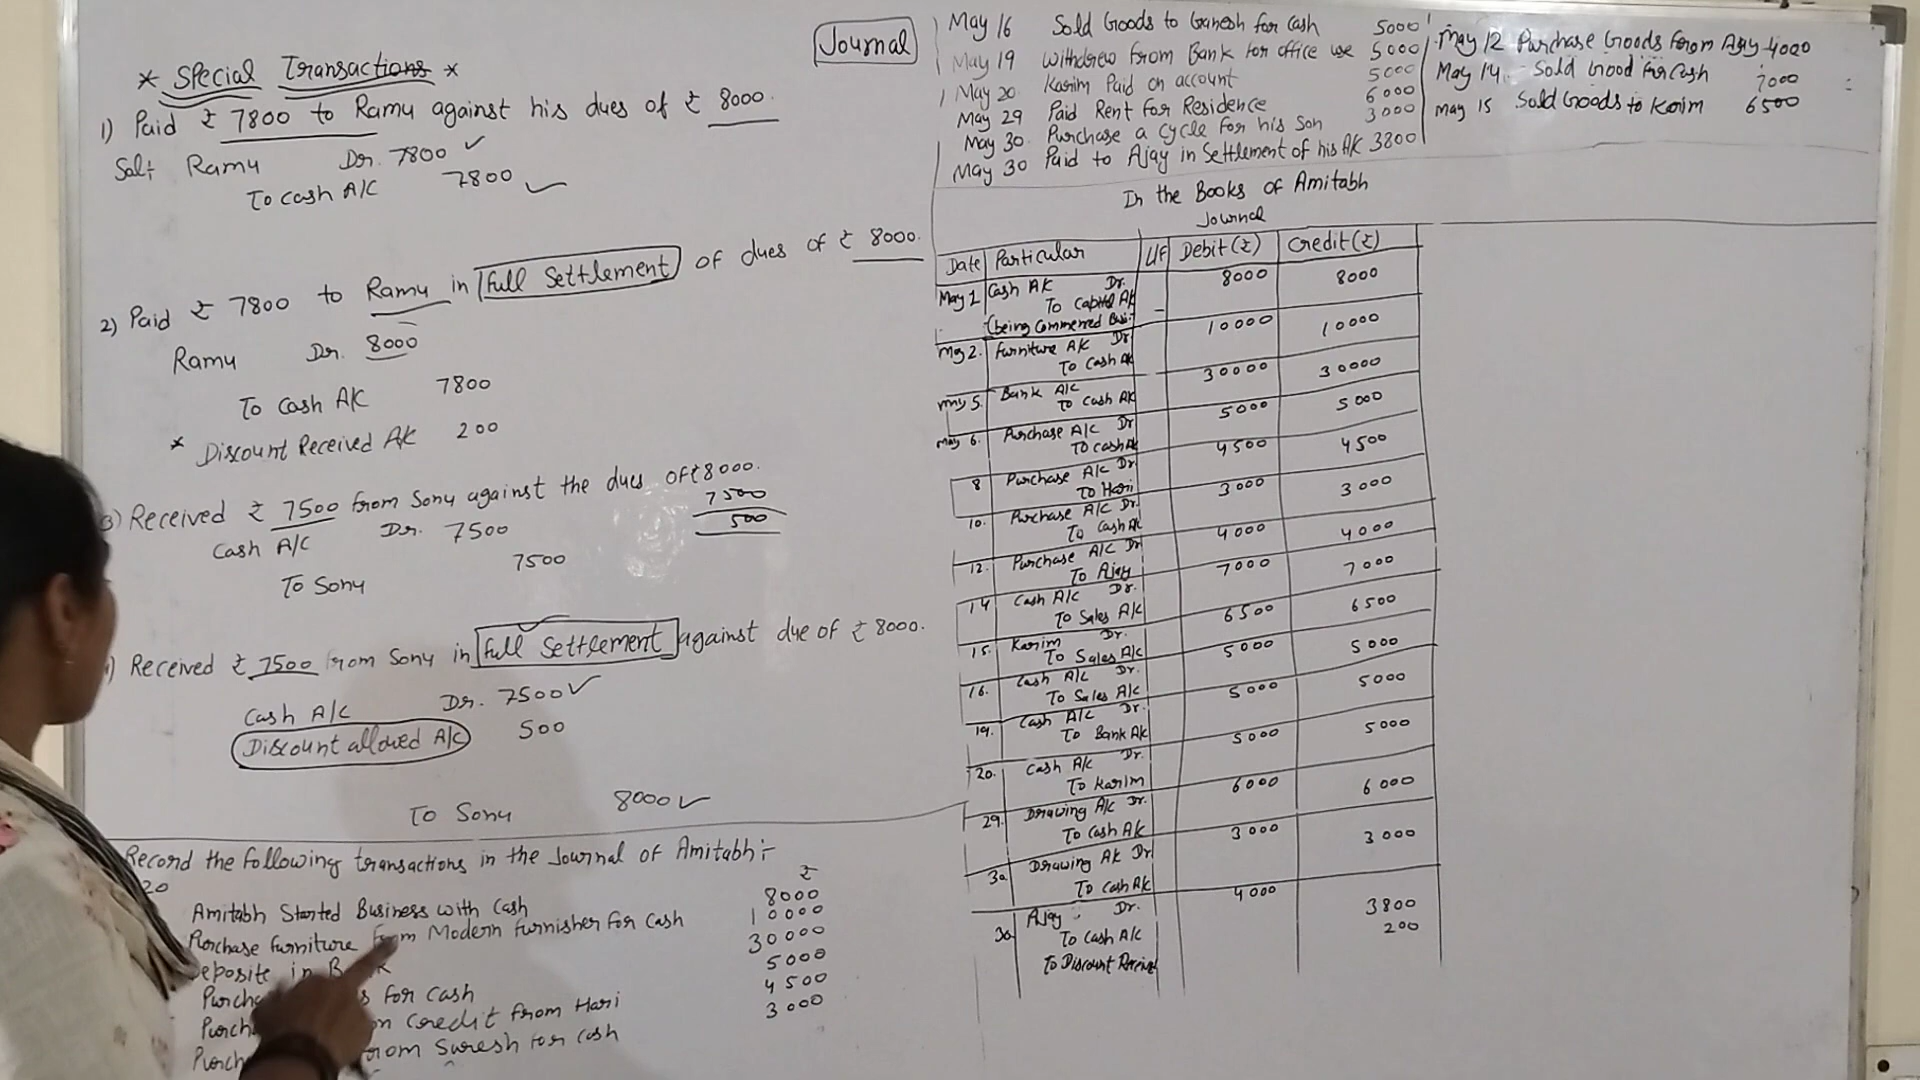 Journal
* Special Transactions *
1) Paid ₹ 7800 to Ramu against his dues of ₹ 8000.
Sol:- Ramu Dr. 7800 ✓
To cash A/c 7800 ✓
2) Paid ₹ 7800 to Ramu in Full Settlement of dues of ₹ 8000.
Ramu Dr. 8000
To Cash A/c 7800
* Discount Received A/c 200
3) Received ₹ 7500 from Sonu against the dues of ₹ 8000.
7500
500
Cash A/c Dr. 7500
To Sonu 7500
) Received ₹ 7500 from Sonu in Full Settlement against due of ₹ 8000.
Cash A/c Dr. 7500 ✓
Discount allowed A/c 500
To Sonu 8000 ✓
Record the following transactions in the Journal of Amitabh:-
20 ₹
Amitabh Started Business with Cash 8000
Purchase furniture from Modern furnisher for Cash 10000
Deposite in 30000
for Cash 5000
on Credit from Hari 4500
from Suresh for cash 3000
May 12 Purchase Goods from Ajay 4000
May 14 Sold Good for Cash 7000
May 15 Sold Goods to Karim 6500
May 16 Sold Goods to Ganesh for Cash 5000
May 19 Withdrew from Bank for office use 5000
May 20 Karim Paid on account 5000
May 29 Paid Rent for Residence 6000
May 30 Purchase a Cycle for his Son 3000
May 30 Paid to Ajay in Settlement of his A/c 3800
In the Books of Amitabh
Journal
Date Particular L/F Debit (₹) Credit (₹)
May 1 Cash A/c Dr. 8000 8000
To Capital A/c
(being Commerred Busi.
May 2. Furniture A/c Dr 10000 10000
To Cash A/c
May 5. Bank A/c 30000 30000
To Cash A/c
May 6. Purchase A/c Dr 5000 5000
To cash A/c
8 Purchase A/c Dr 4500 4500
To Hari
10. Purchase A/c Dr. 3000 3000
To Cash A/c
12. Purchase A/c Dr 4000 4000
To Ajay
14 Cash A/c Dr. 7000 7000
To Sales A/c
15. Karim Dr. 6500 6500
To Sales A/c
16. Cash A/c Dr. 5000 5000
To Sales A/c
19. Cash A/c Dr. 5000 5000
To Bank A/c
20. Cash A/c Dr. 5000 5000
To Karim
29. Drawing A/c Dr. 6000 6000
To Cash A/c
30 Drawing A/c Dr 3000 3000
To Cash A/c
30 Ajay Dr. 4000
To Cash A/c 3800
To Discount Received 200